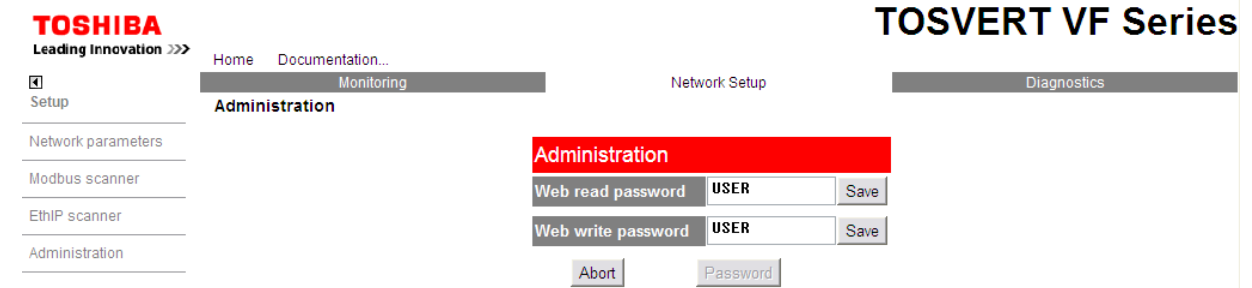 TOSHIBA
Leading Innovation >>>
TOSVERT VF Series
Home Documentation...
Monitoring Network Setup Diagnostics
Setup
Administration
Network parameters
Modbus scanner
EthIP scanner
Administration
Administration
Web read password USER Save
Web write password USER Save
Abort Password